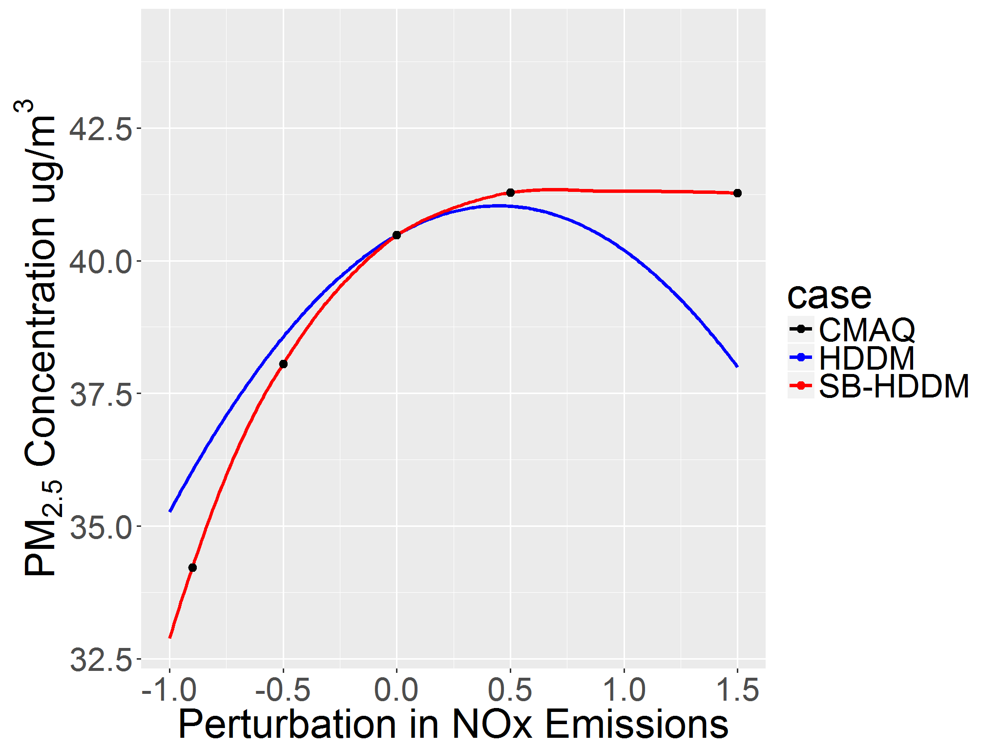 PM2.5 Concentration ug/m3
42.5
40.0
37.5
35.0
32.5
-1.0 -0.5 0.0 0.5 1.0 1.5
Perturbation in NOx Emissions
case
CMAQ
HDDM
SB-HDDM